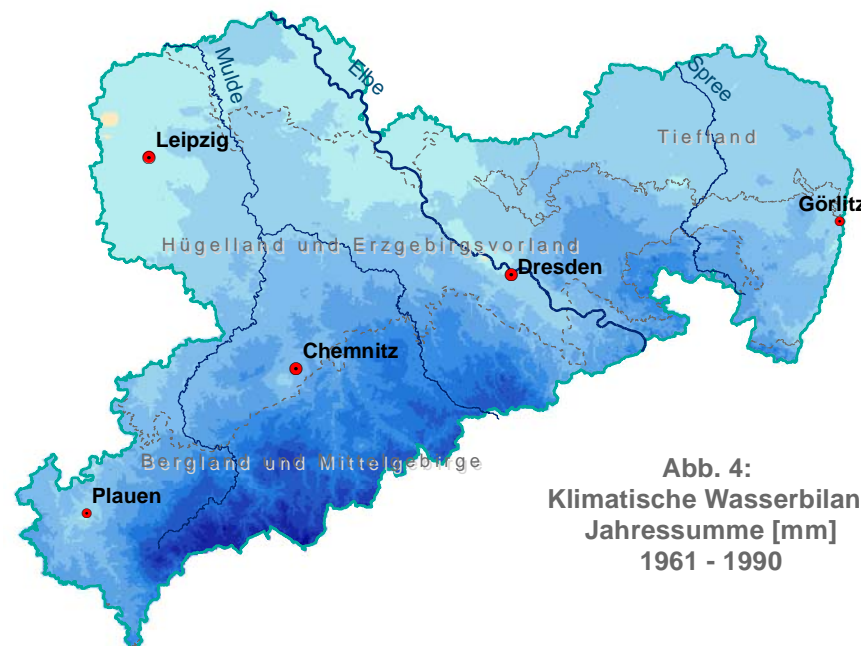 Mulde
Elbe
Spree
Leipzig
Tiefland
Görlitz
Hügelland und Erzgebirgsvorland
Dresden
Chemnitz
Bergland und Mittelgebirge
Plauen
Abb. 4:
Klimatische Wasserbilan
Jahressumme [mm]
1961 - 1990